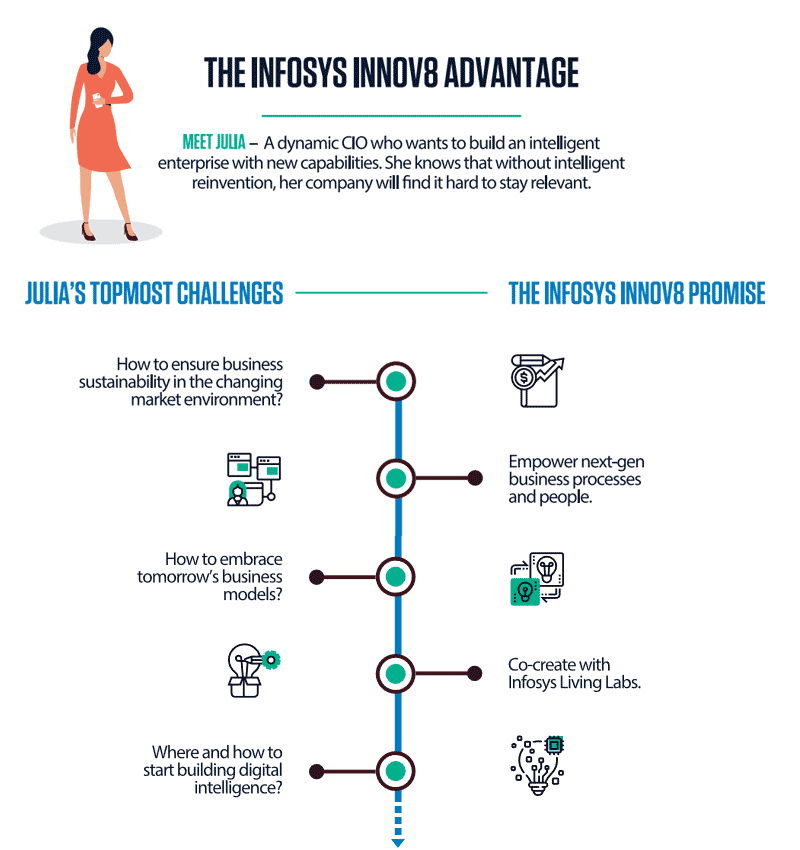 THE INFOSYS INNOV8 ADVANTAGE
MEET JULIA – A dynamic CIO who wants to build an intelligent
enterprise with new capabilities. She knows that without intelligent
reinvention, her company will find it hard to stay relevant.
JULIA'S TOPMOST CHALLENGES
THE INFOSYS INNOV8 PROMISE
How to ensure business
sustainability in the changing
market environment?
$
Empower next-gen
business processes
and people.
How to embrace
tomorrow's business
models?
Co-create with
Infosys Living Labs.
Where and how to
start building digital
intelligence?